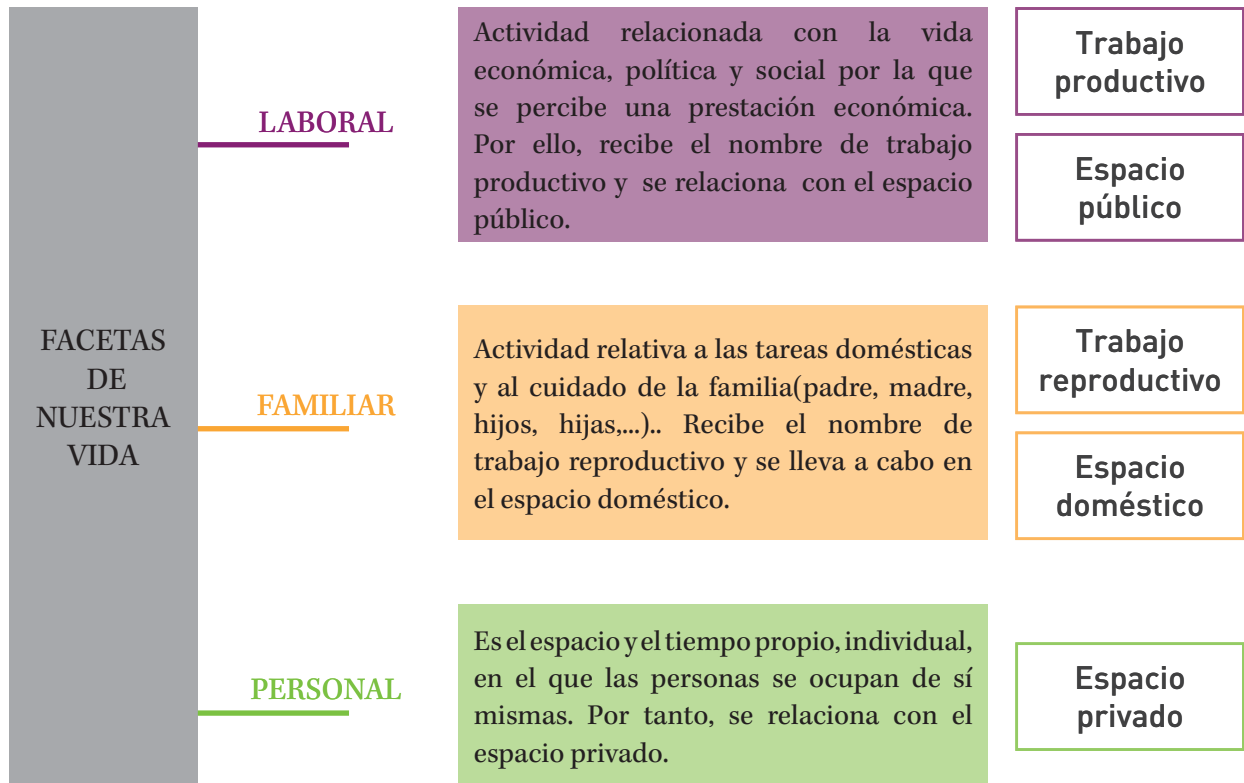 FACETAS
DE
NUESTRA
VIDA
LABORAL
Actividad relacionada con la vida
económica, política y social por la que
se percibe una prestación económica.
Por ello, recibe el nombre de trabajo
productivo y se relaciona con el espacio
público.
Trabajo
productivo
Espacio
público
FAMILIAR
Actividad relativa a las tareas domésticas
y al cuidado de la familia(padre, madre,
hijos, hijas,...).. Recibe el nombre de
trabajo reproductivo y se lleva a cabo en
el espacio doméstico.
Trabajo
reproductivo
Espacio
doméstico
PERSONAL
Es el espacio y el tiempo propio, individual,
en el que las personas se ocupan de sí
mismas. Por tanto, se relaciona con el
espacio privado.
Espacio
privado